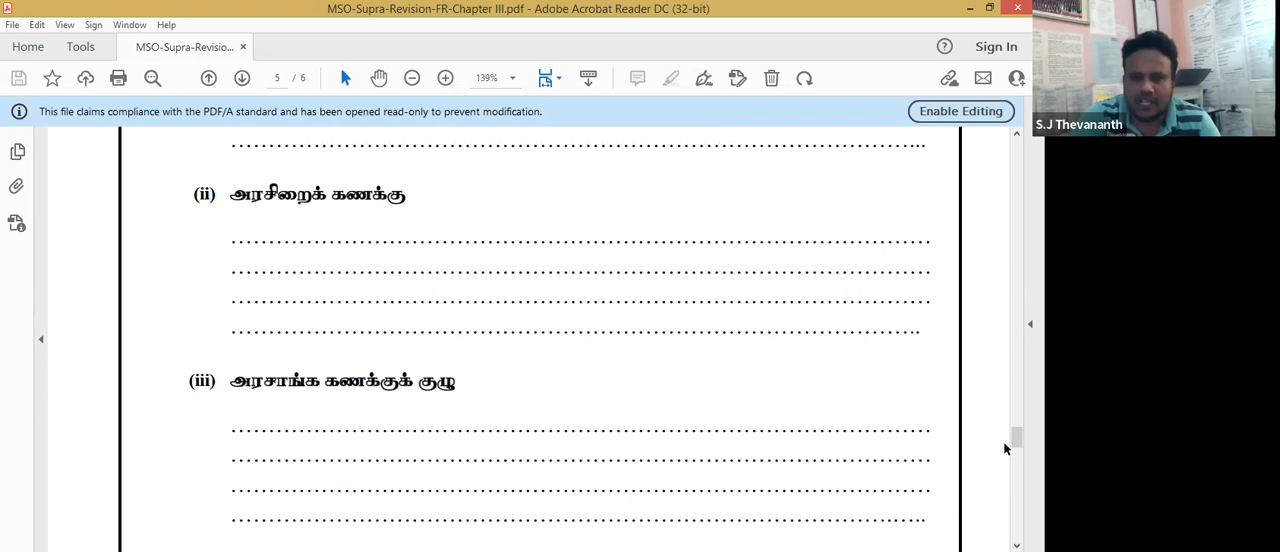 MSO-Supra-Revision-FR-Chapter III.pdf - Adobe Acrobat Reader DC (32-bit)
File Edit View Sign Window Help
Home Tools MSO-Supra-Revisio... × Sign In
5 / 6 139%
This file claims compliance with the PDF/A standard and has been opened read-only to prevent modification. Enable Editing
S.J Thevananth
(ii) அரசிறைக் கணக்கு
(iii) அரசாங்க கணக்குக் குழு